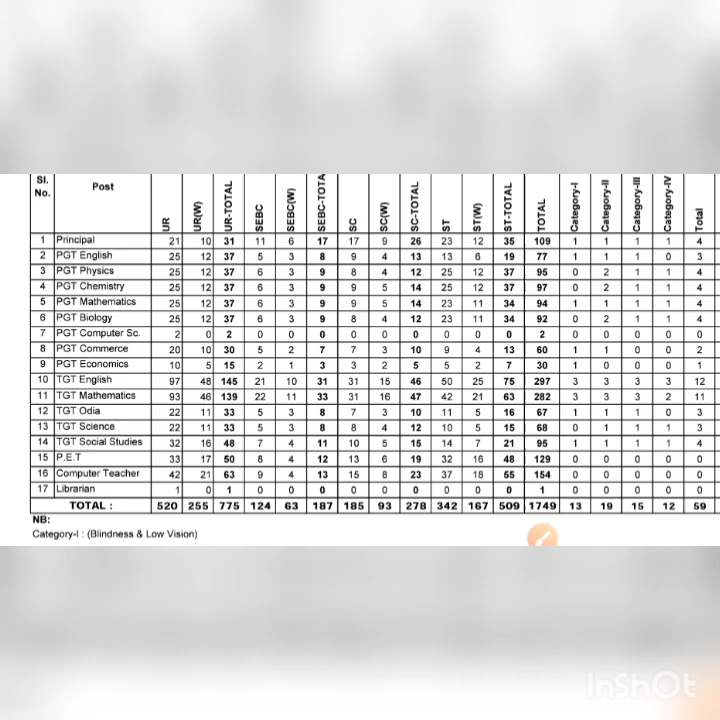 Sl. No. Post UR UR(W) UR-TOTAL SEBC SEBC(W) SEBC-TOTA SC SC(W) SC-TOTAL ST ST(W) ST-TOTAL TOTAL Category-I Category-II Category-III Category-IV Total
1 Principal 21 10 31 11 6 17 17 9 26 23 12 35 109 1 1 1 1 4
2 PGT English 25 12 37 5 3 8 9 4 13 13 6 19 77 1 1 1 0 3
3 PGT Physics 25 12 37 6 3 9 8 4 12 25 12 37 95 0 2 1 1 4
4 PGT Chemistry 25 12 37 6 3 9 9 5 14 25 12 37 97 0 2 1 1 4
5 PGT Mathematics 25 12 37 6 3 9 9 5 14 23 11 34 94 1 1 1 1 4
6 PGT Biology 25 12 37 6 3 9 8 4 12 23 11 34 92 0 2 1 1 4
7 PGT Computer Sc. 2 0 2 0 0 0 0 0 0 0 0 0 2 0 0 0 0 0
8 PGT Commerce 20 10 30 5 2 7 7 3 10 9 4 13 60 1 1 0 0 2
9 PGT Economics 10 5 15 2 1 3 3 2 5 5 2 7 30 1 0 0 0 1
10 TGT English 97 48 145 21 10 31 31 15 46 50 25 75 297 3 3 3 3 12
11 TGT Mathematics 93 46 139 22 11 33 31 16 47 42 21 63 282 3 3 3 2 11
12 TGT Odia 22 11 33 5 3 8 7 3 10 11 5 16 67 1 1 1 0 3
13 TGT Science 22 11 33 5 3 8 8 4 12 10 5 15 68 0 1 1 1 3
14 TGT Social Studies 32 16 48 7 4 11 10 5 15 14 7 21 95 1 1 1 1 4
15 P.E.T 33 17 50 8 4 12 13 6 19 32 16 48 129 0 0 0 0 0
16 Computer Teacher 42 21 63 9 4 13 15 8 23 37 18 55 154 0 0 0 0 0
17 Librarian 1 0 1 0 0 0 0 0 0 0 0 0 1 0 0 0 0 0
TOTAL : 520 255 775 124 63 187 185 93 278 342 167 509 1749 13 19 15 12 59
NB:
Category-I : (Blindness & Low Vision)
InShOt